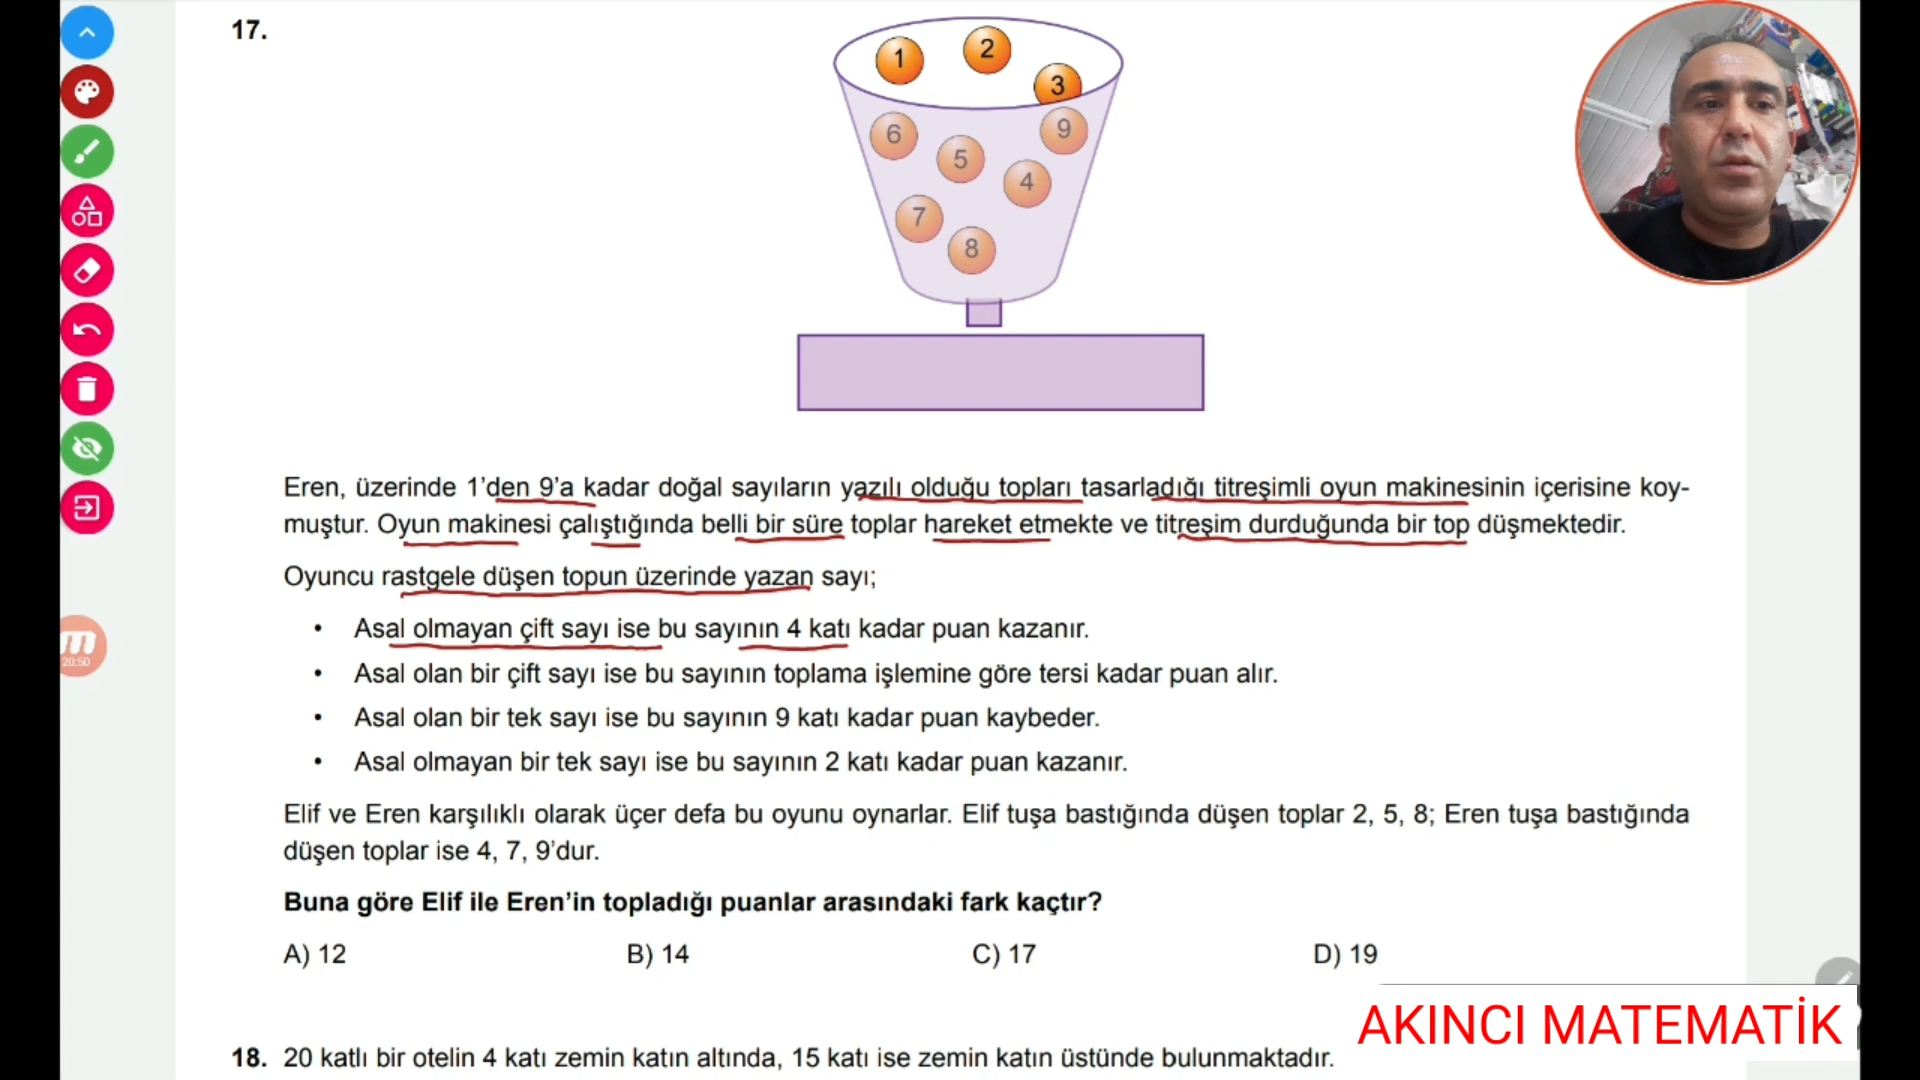 17.
1
2
3
6
9
5
4
7
8
Eren, üzerinde 1’den 9’a kadar doğal sayıların yazılı olduğu topları tasarladığı titreşimli oyun makinesinin içerisine koy-
muştur. Oyun makinesi çalıştığında belli bir süre toplar hareket etmekte ve titreşim durduğunda bir top düşmektedir.
Oyuncu rastgele düşen topun üzerinde yazan sayı;
• Asal olmayan çift sayı ise bu sayının 4 katı kadar puan kazanır.
• Asal olan bir çift sayı ise bu sayının toplama işlemine göre tersi kadar puan alır.
• Asal olan bir tek sayı ise bu sayının 9 katı kadar puan kaybeder.
• Asal olmayan bir tek sayı ise bu sayının 2 katı kadar puan kazanır.
Elif ve Eren karşılıklı olarak üçer defa bu oyunu oynarlar. Elif tuşa bastığında düşen toplar 2, 5, 8; Eren tuşa bastığında
düşen toplar ise 4, 7, 9’dur.
Buna göre Elif ile Eren’in topladığı puanlar arasındaki fark kaçtır?
A) 12 B) 14 C) 17 D) 19
18. 20 katlı bir otelin 4 katı zemin katın altında, 15 katı ise zemin katın üstünde bulunmaktadır.
20:50
AKINCI MATEMATİK